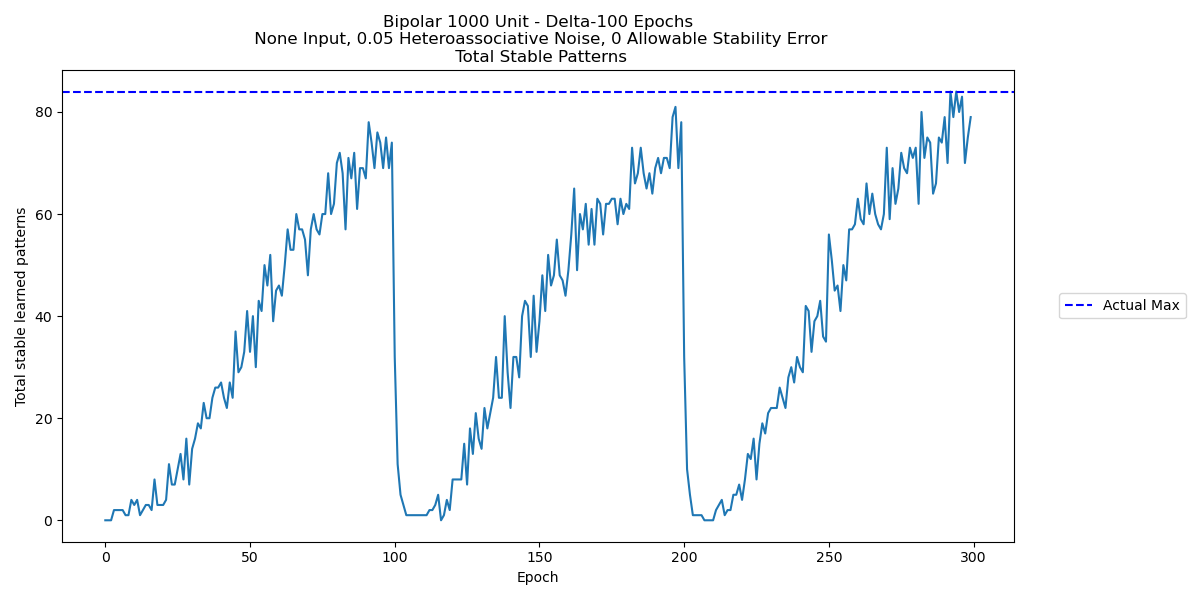 Bipolar 1000 Unit - Delta-100 Epochs
None Input, 0.05 Heteroassociative Noise, 0 Allowable Stability Error
Total Stable Patterns
Total stable learned patterns
80
60
40
20
0
0 50 100 150 200 250 300
Epoch
Actual Max